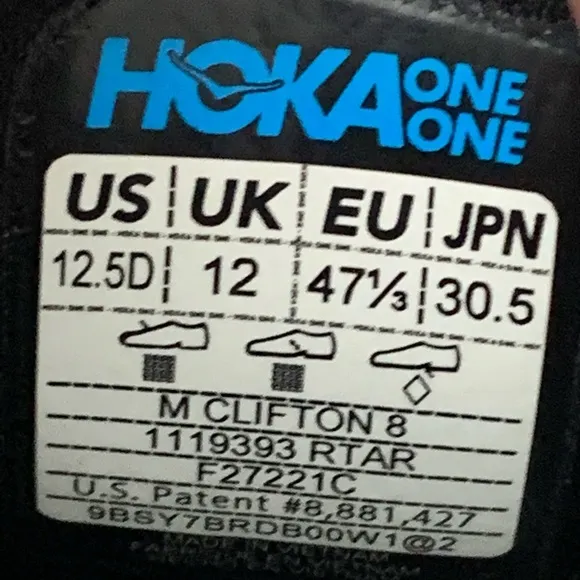 HOKA ONE ONE
US UK EU JPN
12.5D 12 47⅓ 30.5
M CLIFTON 8
1119393 RTAR
F27221C
U.S. Patent #8,881,427
9BSY7BRDB00W1@2
MADE IN VIETNAM